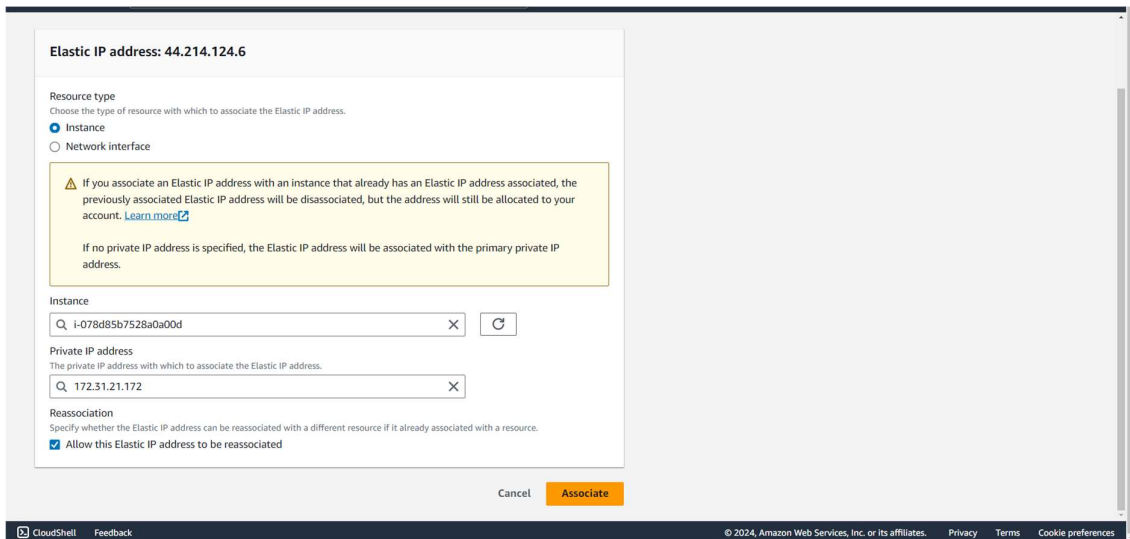 Elastic IP address: 44.214.124.6
Resource type
Choose the type of resource with which to associate the Elastic IP address.
Instance
Network interface
If you associate an Elastic IP address with an instance that already has an Elastic IP address associated, the
previously associated Elastic IP address will be disassociated, but the address will still be allocated to your
account. Learn more
If no private IP address is specified, the Elastic IP address will be associated with the primary private IP
address.
Instance
i-078d85b7528a0a00d
Private IP address
The private IP address with which to associate the Elastic IP address.
172.31.21.172
Reassociation
Specify whether the Elastic IP address can be reassociated with a different resource if it already associated with a resource.
Allow this Elastic IP address to be reassociated
Cancel Associate
CloudShell Feedback © 2024, Amazon Web Services, Inc. or its affiliates. Privacy Terms Cookie preferences